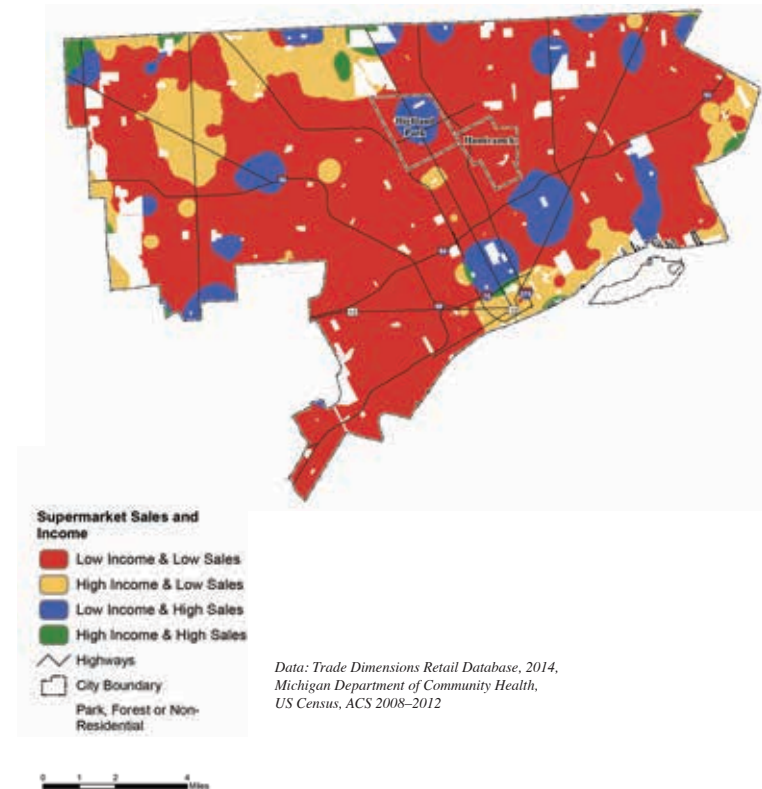 Highland
Park
Hamtramck
Supermarket Sales and
Income
Low Income & Low Sales
High Income & Low Sales
Low Income & High Sales
High Income & High Sales
Highways
City Boundary
Park, Forest or Non-
Residential
Data: Trade Dimensions Retail Database, 2014,
Michigan Department of Community Health,
US Census, ACS 2008–2012
0 1 2 4
Miles